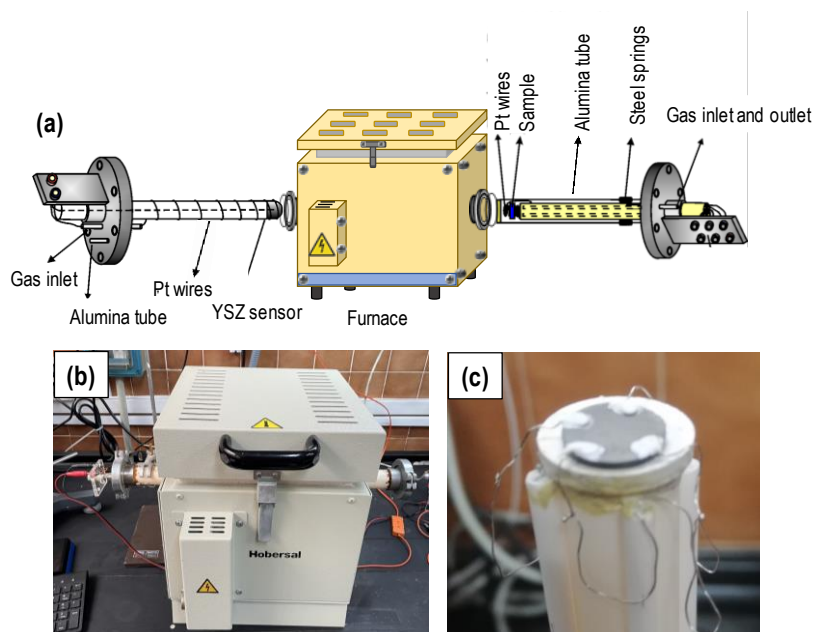 (a)
Pt wires
Sample
Alumina tube
Steel springs
Gas inlet and outlet
Gas inlet
Alumina tube
Pt wires
YSZ sensor
Furnace
(b)
Hobersal
(c)